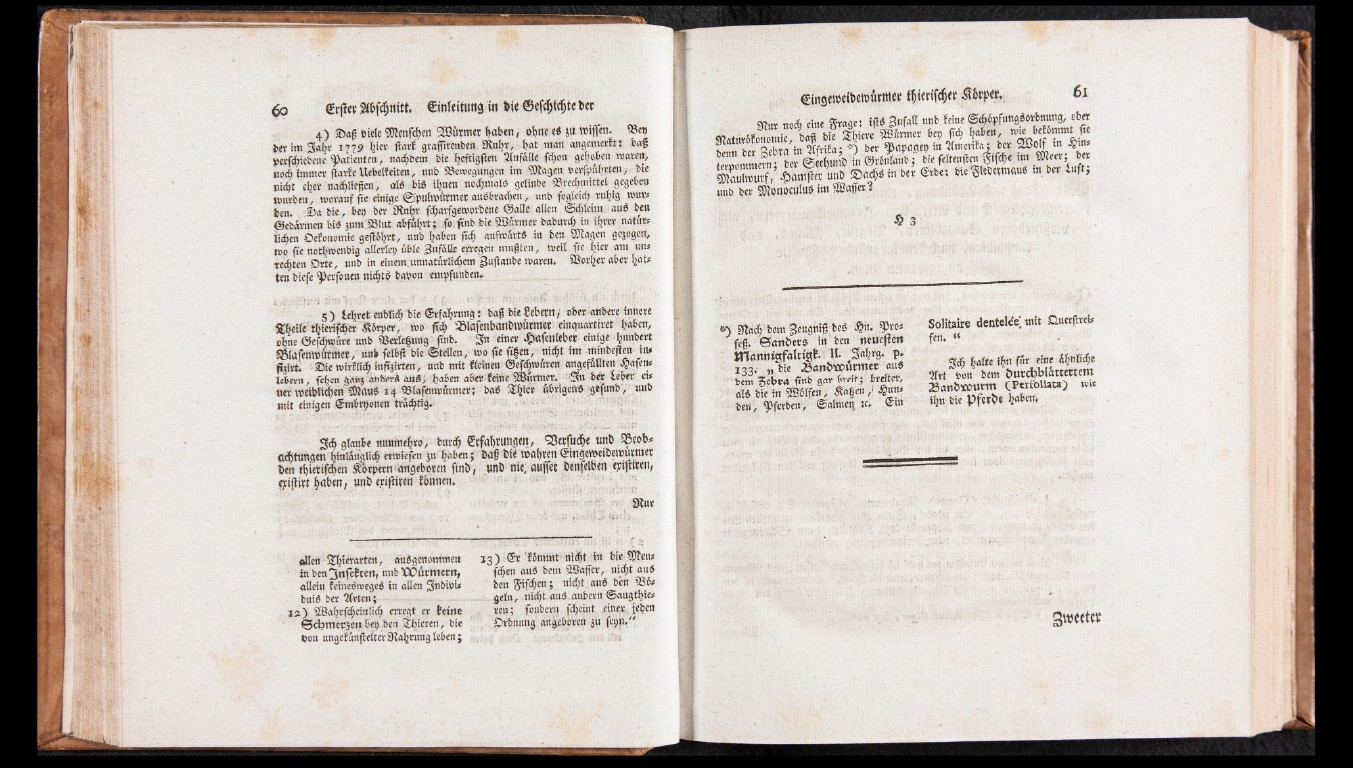 60 Erster Abschnitt. Einleitung in die Geschichte der
4) Daß viele Menschen Würmer haben, ohne es zu wissen. Bey
der im Jahr 1779 hier stark grassirenden Ruhr, hat man angemerkt: daß
verschiedene Patienten, nachdem die heftigsten Anfälle schon gehoben waren,
noch immer starke Uebelkeiten, und Bewegungen im Magen verspührten, die
nicht eher nachließen, als bis ihnen nochmals gelinde Brechmittel gegeben
wurden, worauf sie einige Spulwürmer ausbrachen, und sogleich ruhig wur-
den. Da die, bey der Ruhr scharfgewordene Galle allen Schleim aus den
Gedärmen bis zum Blut abführt; so sind die Würmer dadurch in ihrer natür-
lichen Oekonomie gestöhrt, und haben sich aufwärts in den Magen gezogen,
wo sie nothwendig allerley üble Zufälle erregen mußten, weil sie hier am un-
rechten Orte, und in einem unnatürlichem Zustande waren. Vorher aber hat-
ten diese Personen nichts davon empfunden.
5) Lehret endlich die Erfahrung: daß die Lebern, oder andere innere
Theile thierischer Körper, wo sich Blasenbandwürmer einquartiret haben,
ohne Geschwüre und Verletzung sind. In einer Hasenleber einige hundert
Blasenwürmer, und selbst die Stellen, wo sie sitzen, nicht im mindesten in-
fizirt. Die wirklich infizirten, und mit kleinen Geschwüren angefüllten Hasen-
lebern, sehen ganz anders aus, haben aber keine Würmer. In der Leber ei-
ner weiblichen Maus 14 Blasenwürmer; das Thier übrigens gesund, und
mit einigen Embryonen trächtig.
Ich glaube nunmehro, durch Erfahrungen, Versuche und Beob-
achtungen hinlänglich erwiesen zu haben; daß die wahren Eingeweidewürmer
den thierischen Körpern angeboren sind, und nie, ausser denselben existiren,
existirt haben, und existiren können.
Nur
allen Thierarten, ausgenommen
in den Insekten, und Würmern,
allein keinesweges in allen Indivi-
duis der Arten;
12) Wahrscheinlich erregt er keine
Schmerzen bey den Thieren, die
von ungekünstelter Nahrung leben;
13) Er kömmt nicht in die Men-
schen aus dem Wasser, nicht aus
den Fischen; nicht aus den Vö-
geln, nicht aus andern Saugthie-
ren; sondern scheint einer jeden
Ordnung angeboren zu seyn."
Eingeweidewürmer thierischer Körper. 61
Nur noch eine Frage: ists Zufall und keine Schöpfungsordnung, oder
Naturökonomie, daß die Thiere Würmer bey sich haben, wie bekömmt sie
denn der Zebra in Afrika; *) der Papagey in Amerika; der Wolf in Hin-
terpommern; der Seehund in Grönland; die seltensten Fische im Meer; der
Maulwurf, Hamster und Dachs in der Erde: die Fledermaus in der Luft;
und der Monoculus im Wasser?
H 3
*) Nach dem Zeugniß des Hn. Pro-
feß. Sanders in den neuesten
Mannigfaltigk. II. Jahrg. p.
133. „die Bandwürmer aus
dem Zebra sind gar breit; breiter,
als die in Wölfen, Katzen, Hun-
den, Pferden, Salmen ꝛc. Ein
Solitaire dentelée, mit Querstrei-
fen. “
Ich halte ihn für eine ähnliche
Art von dem durchblättertem
Bandwurm (Perfoliata) wie
ihn die Pferde haben.
Zweeter